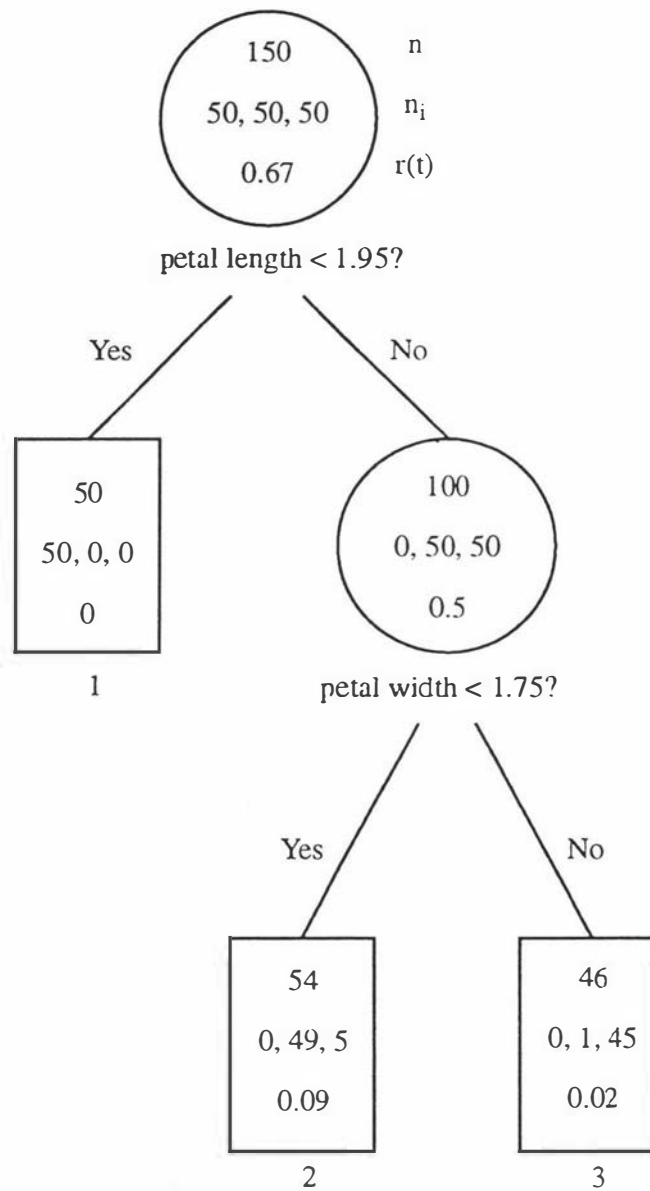 150 n
50, 50, 50 nᵢ
0.67 r(t)
petal length < 1.95?
Yes No
50
50, 0, 0
0
1
100
0, 50, 50
0.5
petal width < 1.75?
Yes No
54
0, 49, 5
0.09
2
46
0, 1, 45
0.02
3